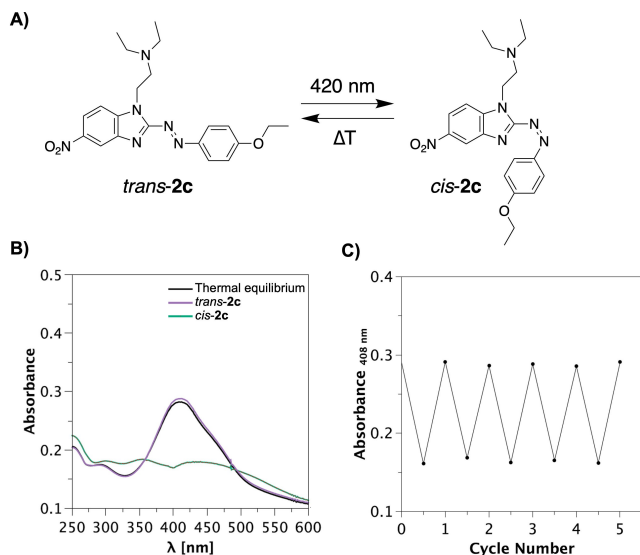 A)
N
420 nm
N
N
N
N
N
N
N
N
N
O₂N
O
ΔT
O₂N
trans-2c
cis-2c
O
B)
C)
0.5
0.4
0.3
0.2
0.1
Absorbance
Thermal equilibrium
trans-2c
cis-2c
250 300 350 400 450 500 550 600
λ [nm]
0.4
0.3
0.2
0.1
Absorbance 408 nm
0 1 2 3 4 5
Cycle Number